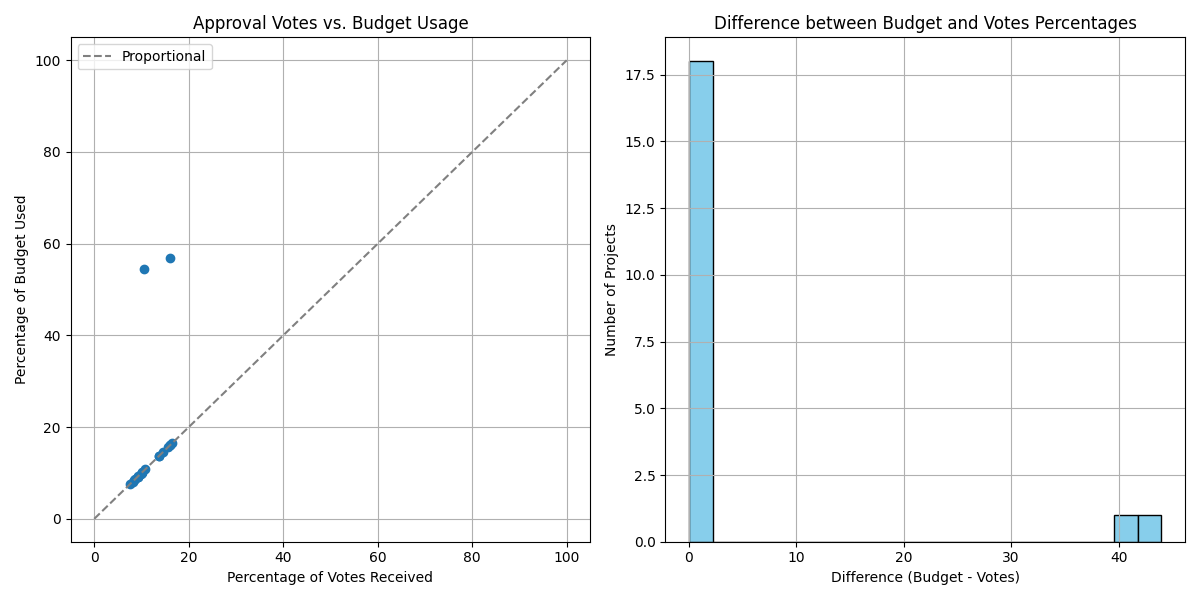 Approval Votes vs. Budget Usage
Proportional
100
80
60
40
20
0
Percentage of Budget Used
0 20 40 60 80 100
Percentage of Votes Received
Difference between Budget and Votes Percentages
17.5
15.0
12.5
10.0
7.5
5.0
2.5
0.0
Number of Projects
0 10 20 30 40
Difference (Budget - Votes)